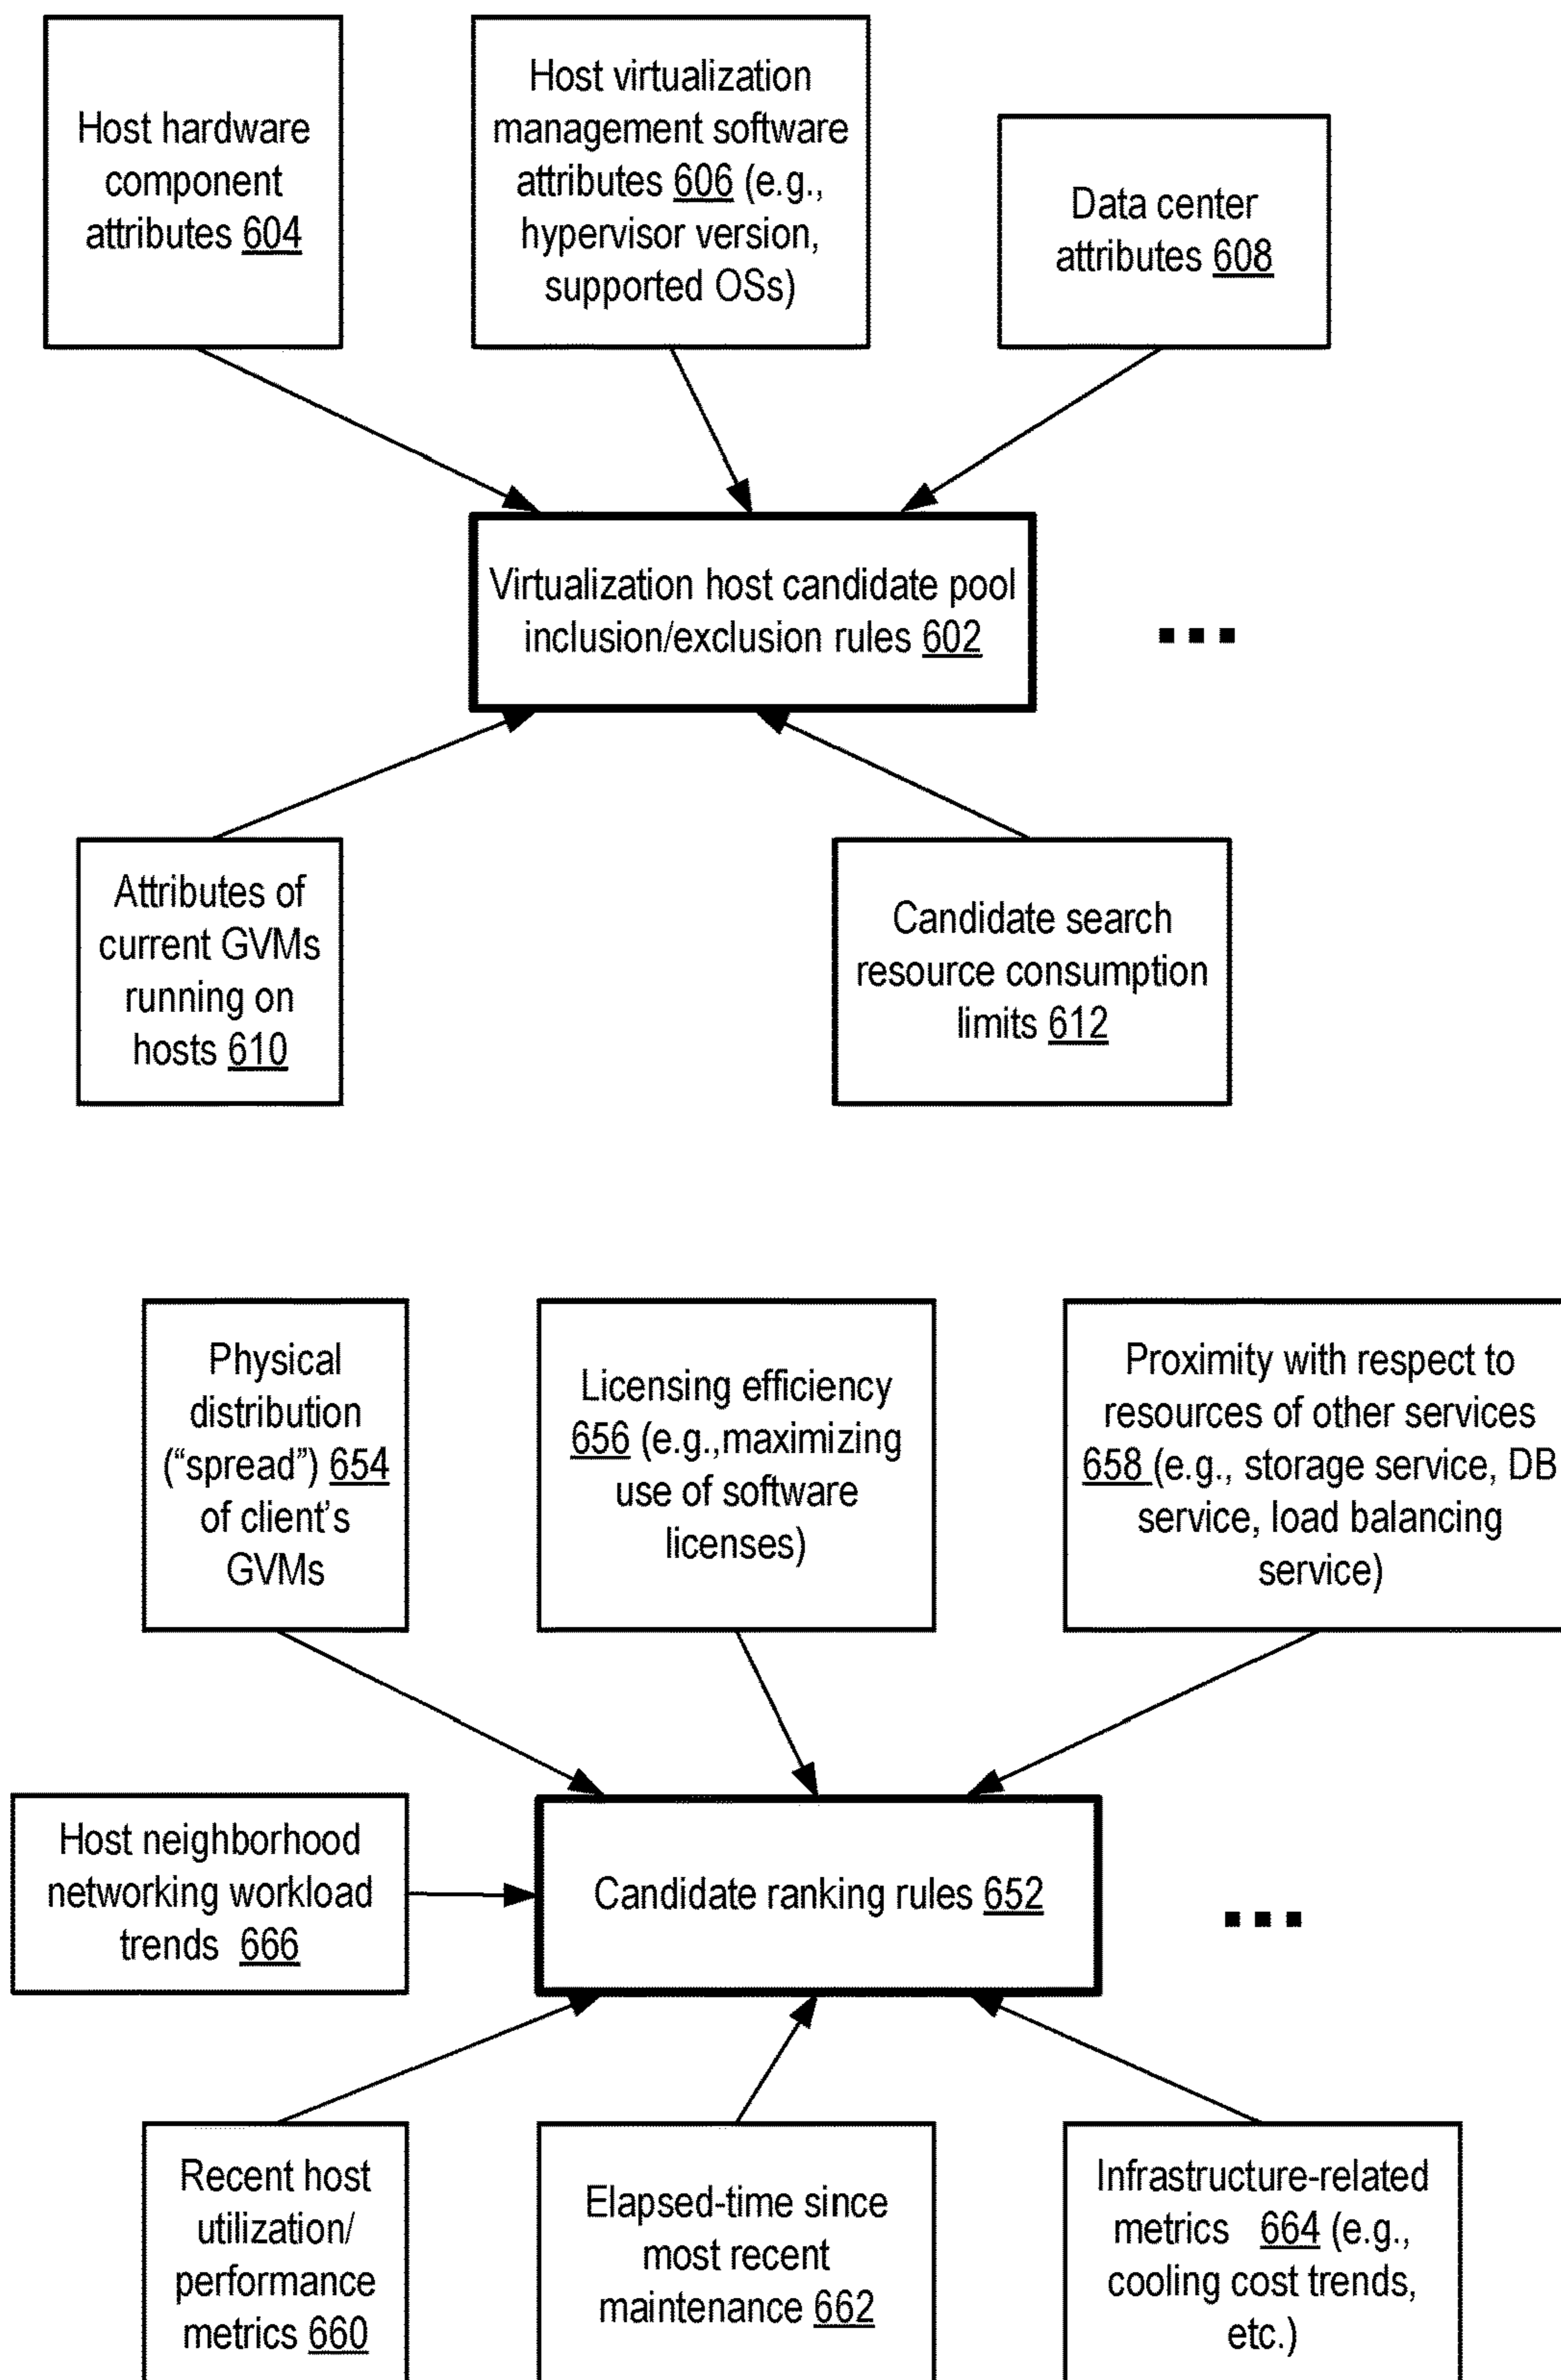 Host hardware
component
attributes 604
Host virtualization
management software
attributes 606 (e.g.,
hypervisor version,
supported OSs)
Data center
attributes 608
Virtualization host candidate pool
inclusion/exclusion rules 602
Attributes of
current GVMs
running on
hosts 610
Candidate search
resource consumption
limits 612
Physical
distribution
(“spread”) 654
of client’s
GVMs
Licensing efficiency
656 (e.g.,maximizing
use of software
licenses)
Proximity with respect to
resources of other services
658 (e.g., storage service, DB
service, load balancing
service)
Host neighborhood
networking workload
trends 666
Candidate ranking rules 652
Recent host
utilization/
performance
metrics 660
Elapsed-time since
most recent
maintenance 662
Infrastructure-related
metrics 664 (e.g.,
cooling cost trends,
etc.)